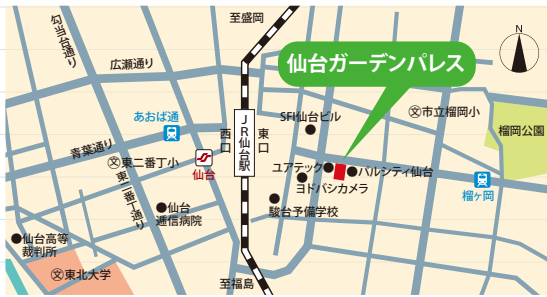 至盛岡
勾当台通り
広瀬通り
仙台ガーデンパレス
N
あおば通
SFI仙台ビル
市立榴岡小
榴岡公園
青葉通り
西口
JR仙台駅
東口
東二番丁小
仙台
ユアテック
パルシティ仙台
ヨドバシカメラ
榴ヶ岡
東二番丁通り
仙台
逓信病院
駿台予備学校
仙台高等
裁判所
東北大学
至福島